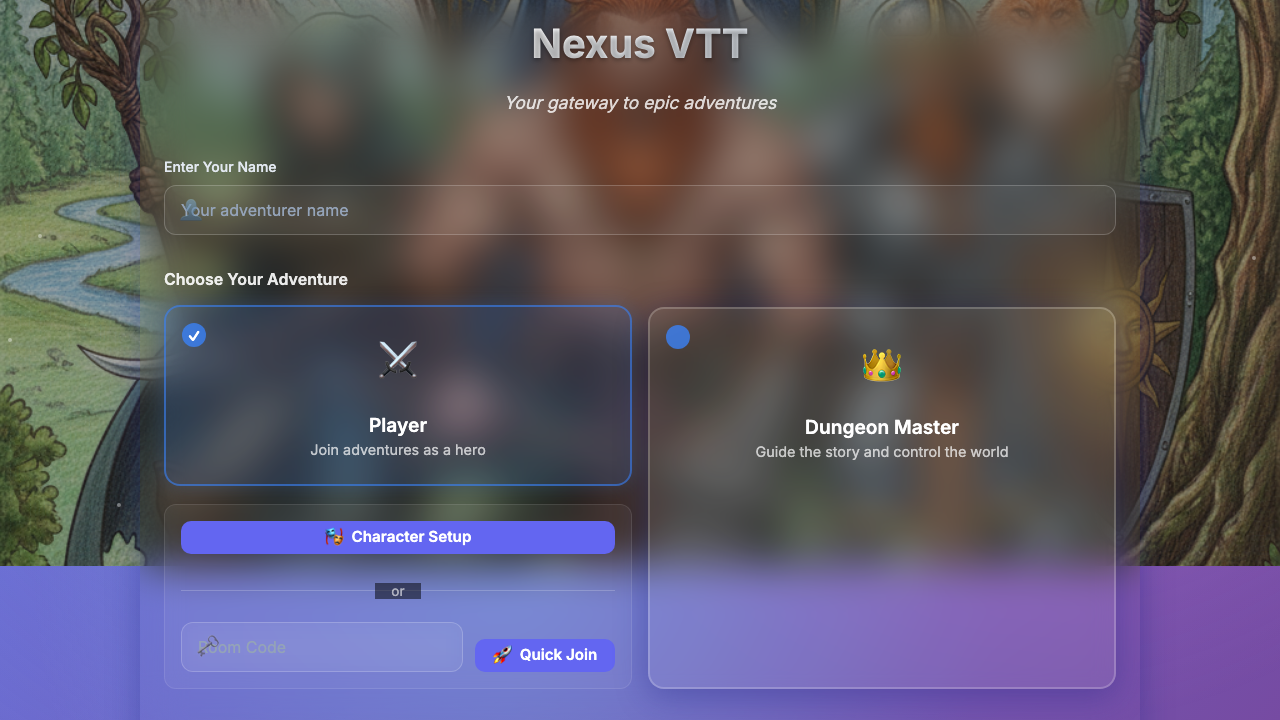 Nexus VTT
Your gateway to epic adventures
Enter Your Name
Your adventurer name
Choose Your Adventure
Player
Join adventures as a hero
Dungeon Master
Guide the story and control the world
Character Setup
or
Room Code
Quick Join